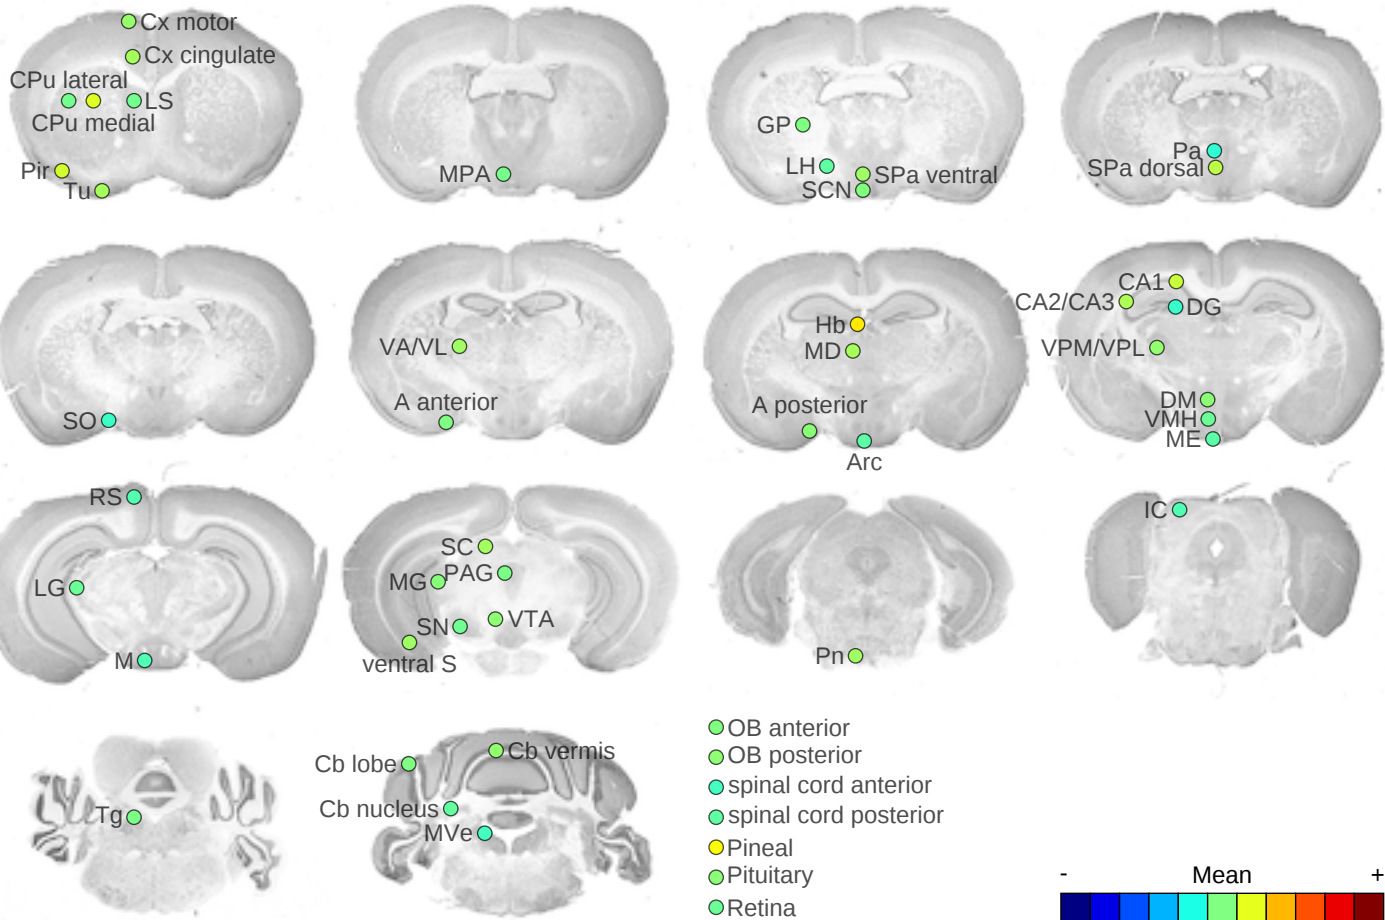 Cx motor
Cx cingulate
CPu lateral
LS
CPu medial
Pir
Tu
MPA
GP
LH
SPa ventral
SCN
Pa
SPa dorsal
SO
VA/VL
A anterior
Hb
MD
A posterior
Arc
CA1
CA2/CA3
DG
VPM/VPL
DM
VMH
ME
RS
LG
M
SC
MG
PAG
SN
VTA
ventral S
Pn
IC
Tg
Cb lobe
Cb vermis
Cb nucleus
MVe
OB anterior
OB posterior
spinal cord anterior
spinal cord posterior
Pineal
Pituitary
Retina
- Mean +